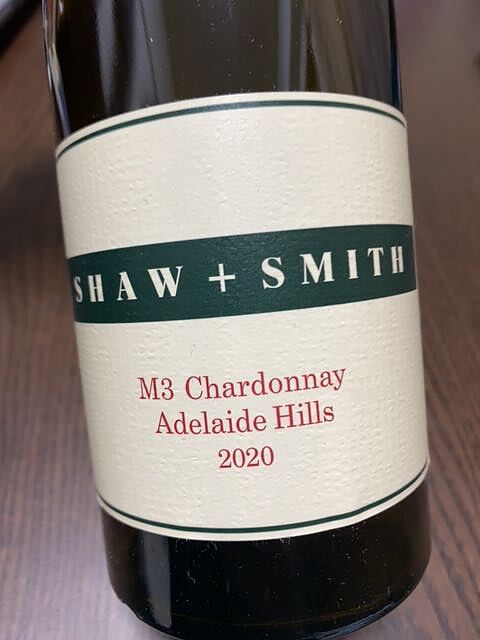 SHAW + SMITH
M3 Chardonnay
Adelaide Hills
2020